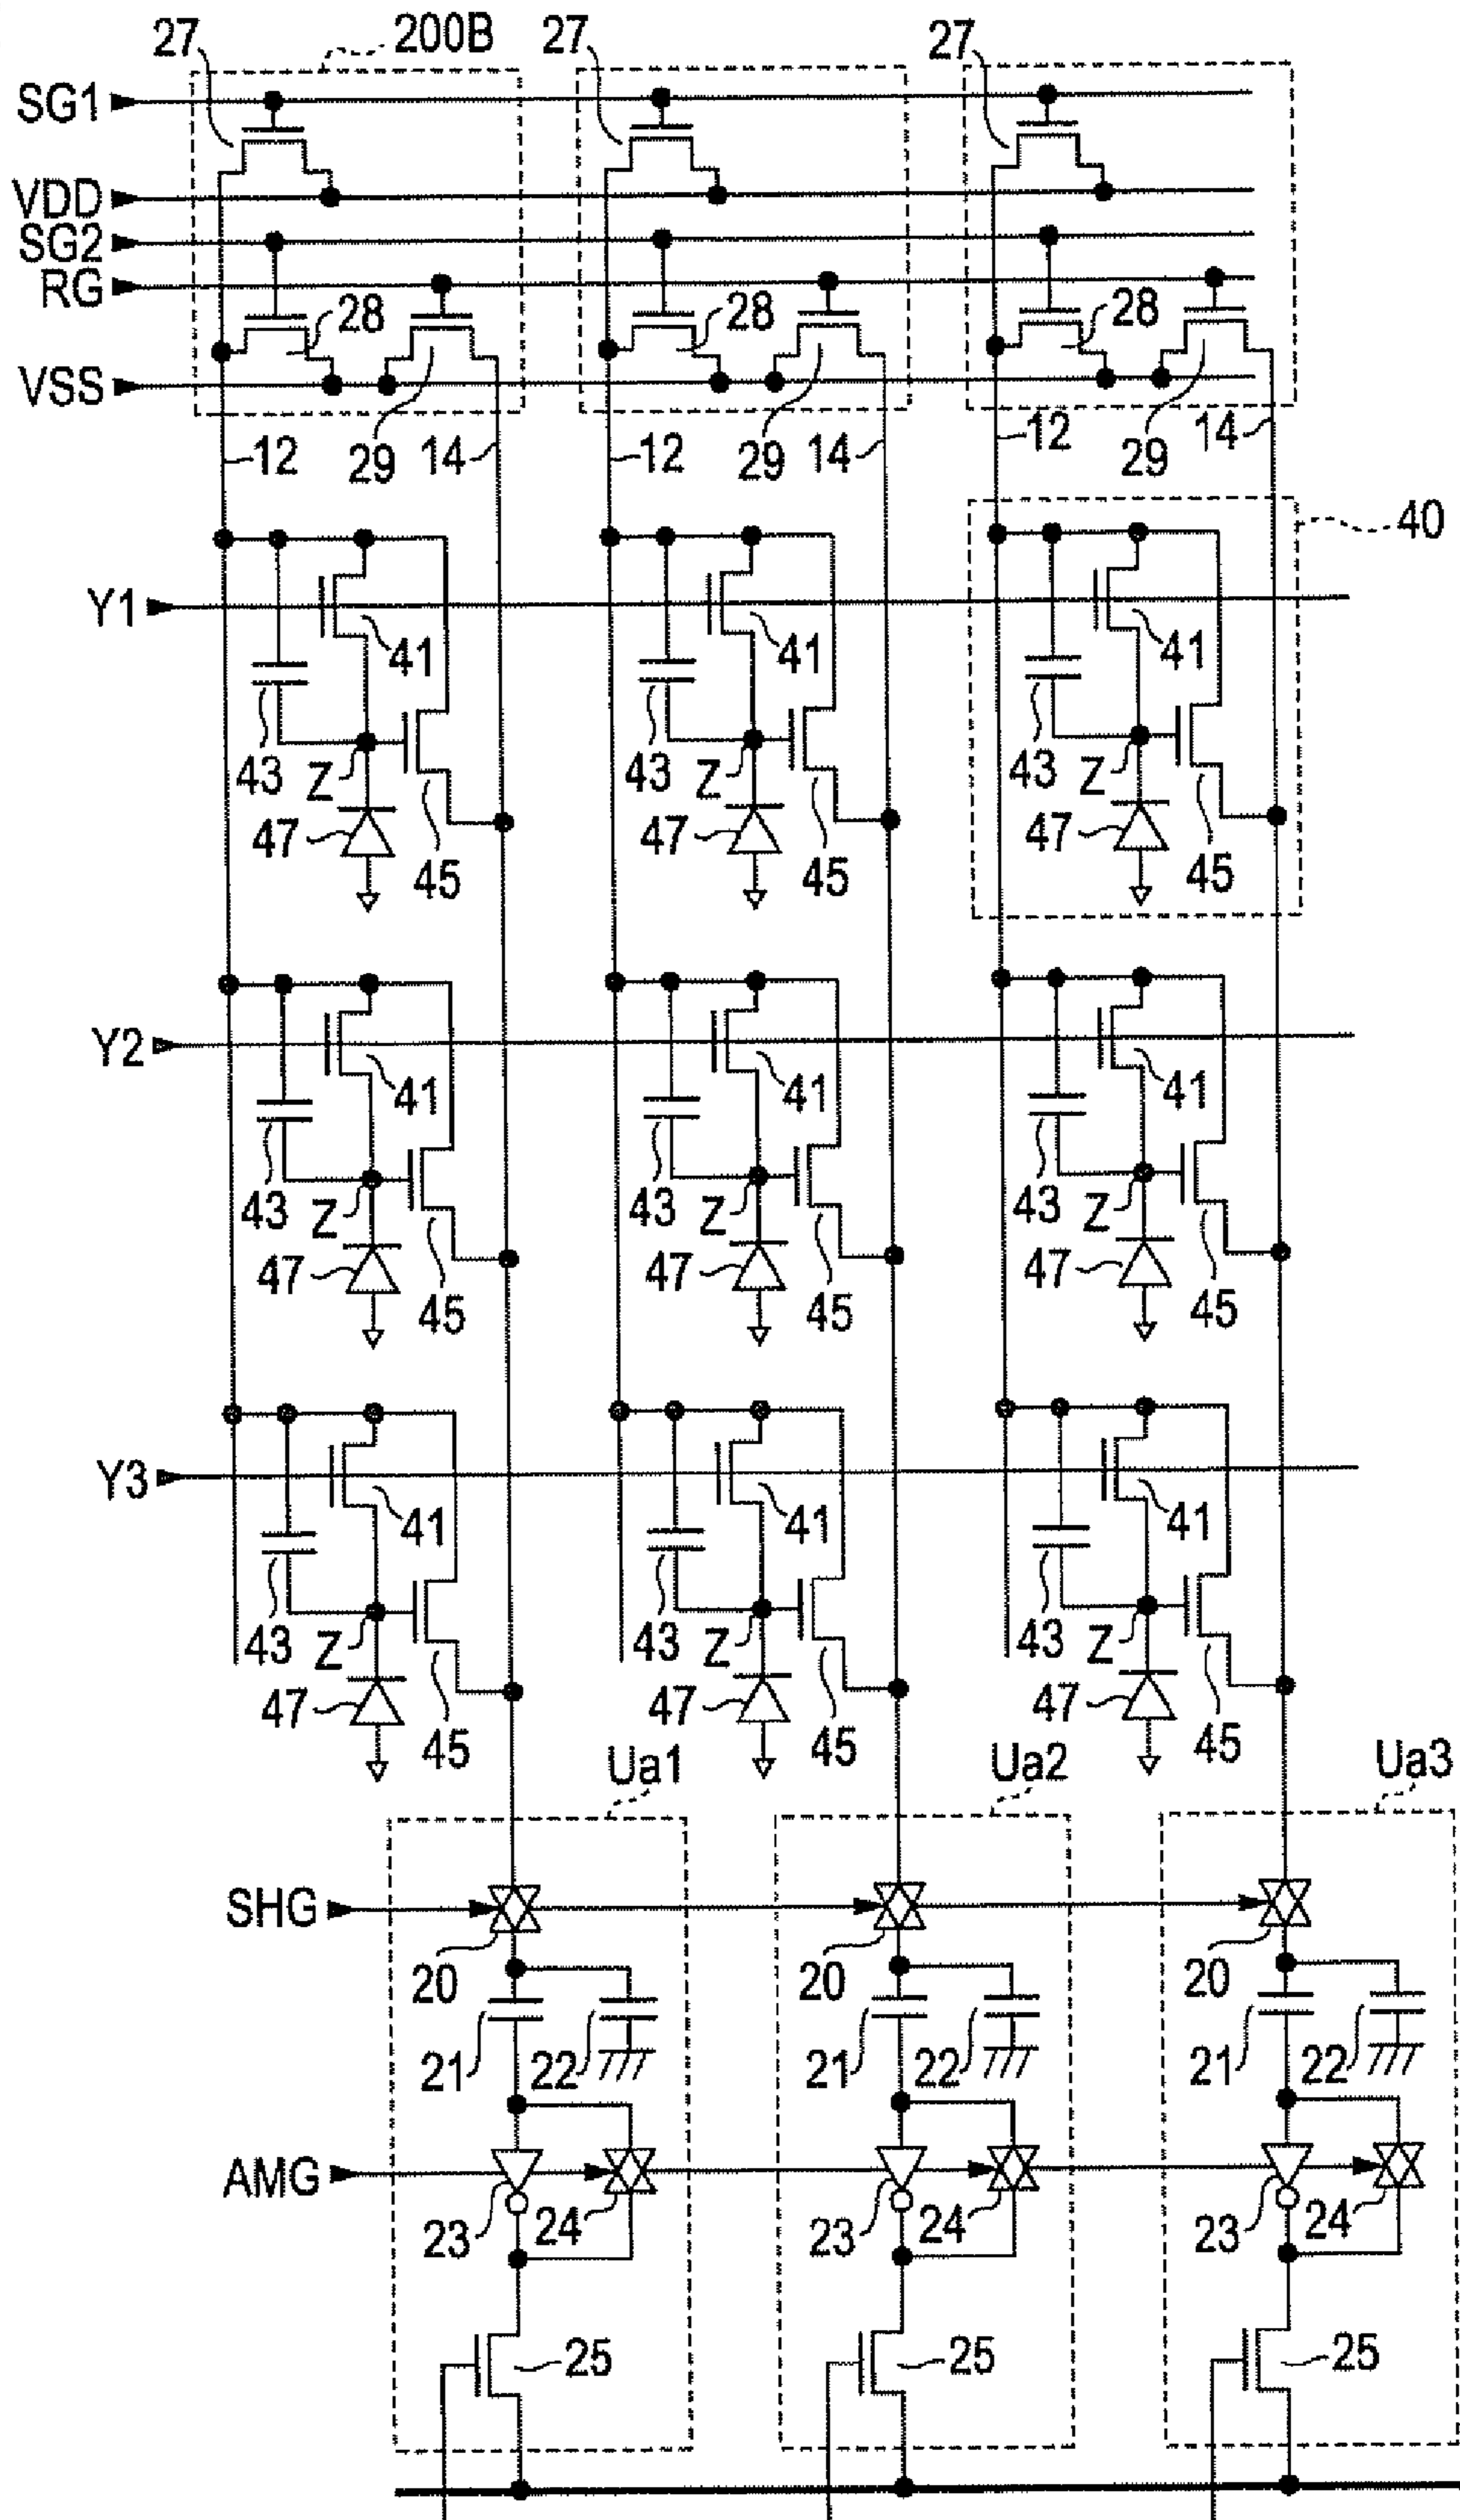 27 200B 27 27
SG1
VDD
SG2
RG
28 28 28
VSS
12 29 14 12 29 14 12 29 14
40
Y1
41 41 41
43 Z 43 Z 43 Z
47 45 47 45 47 45
Y2
41 41 41
43 Z 43 Z 43 Z
47 45 47 45 47 45
Y3
41 41 41
43 Z 43 Z 43 Z
47 45 47 45 47 45
Ua1 Ua2 Ua3
SHG
20 20 20
21 22 21 22 21 22
AMG
23 24 23 24 23 24
25 25 25